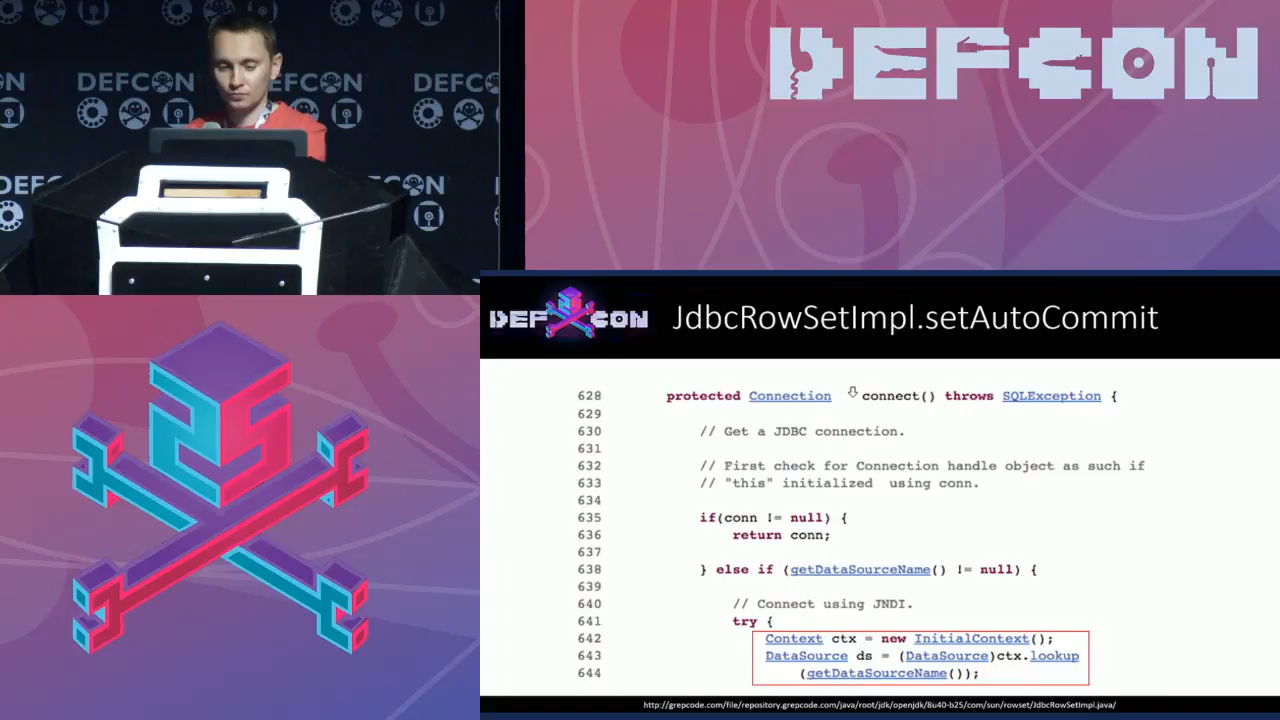 DEFCON
DEFCON
DEFCON
DEFCON
DEF CON
JdbcRowSetImpl.setAutoCommit
628 protected Connection connect() throws SQLException {
629
630 // Get a JDBC connection.
631
632 // First check for Connection handle object as such if
633 // "this" initialized using conn.
634
635 if(conn != null) {
636 return conn;
637
638 } else if (getDataSourceName() != null) {
639
640 // Connect using JNDI.
641 try {
642 Context ctx = new InitialContext();
643 DataSource ds = (DataSource)ctx.lookup
644 (getDataSourceName());
http://grepcode.com/file/repository.grepcode.com/java/root/jdk/openjdk/8u40-b25/com/sun/rowset/JdbcRowSetImpl.java/
25